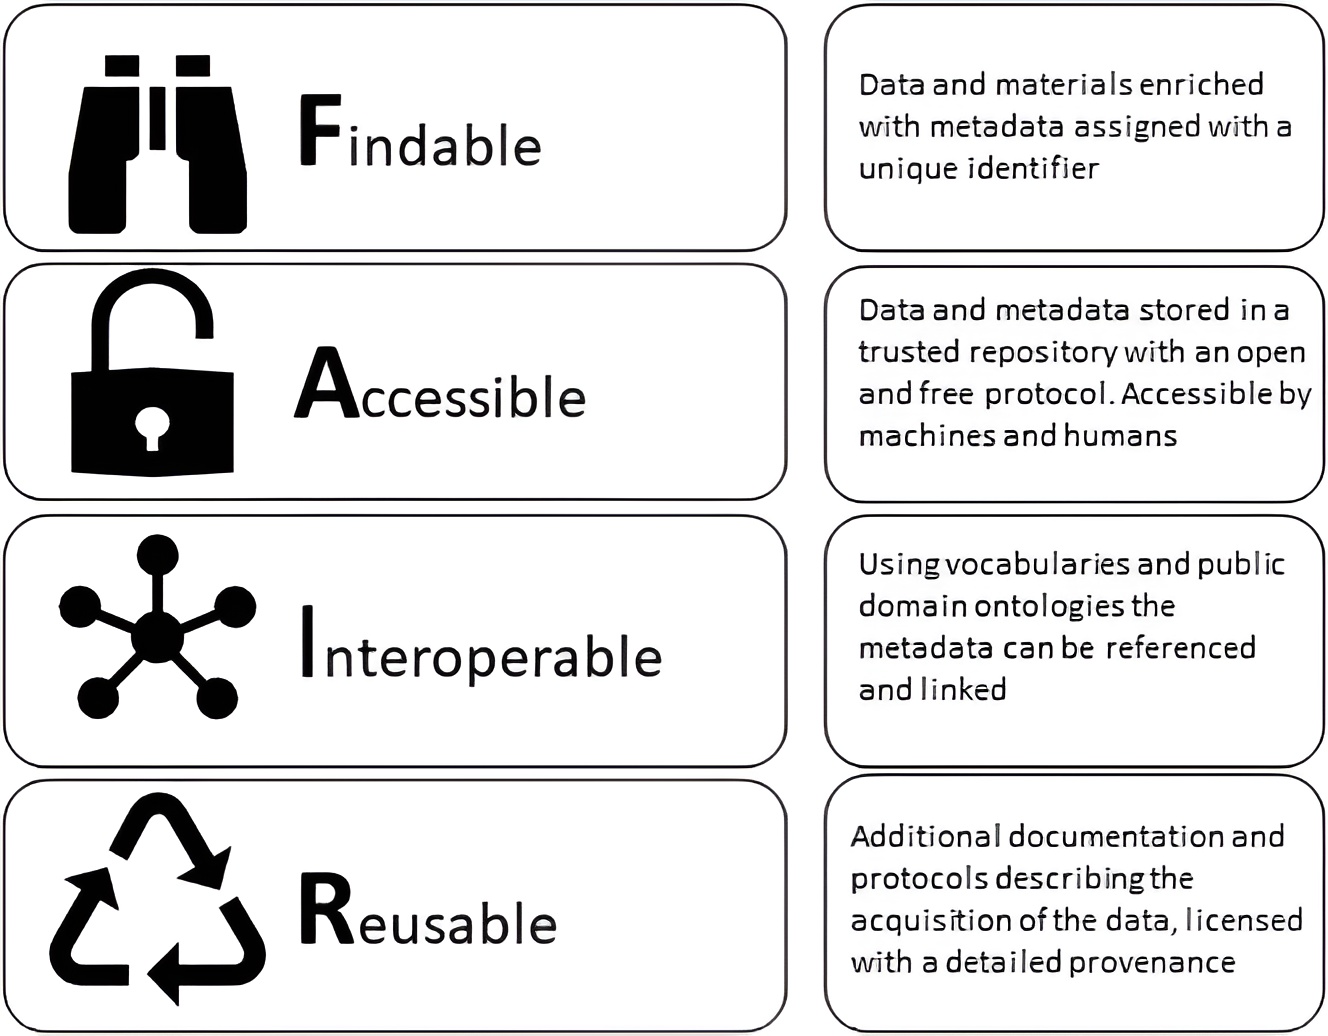 Findable
Data and materials enriched
with metadata assigned with a
unique identifier
Accessible
Data and metadata stored in a
trusted repository with an open
and free protocol. Accessible by
machines and humans
Interoperable
Using vocabularies and public
domain ontologies the
metadata can be referenced
and linked
Reusable
Additional documentation and
protocols describing the
acquisition of the data, licensed
with a detailed provenance